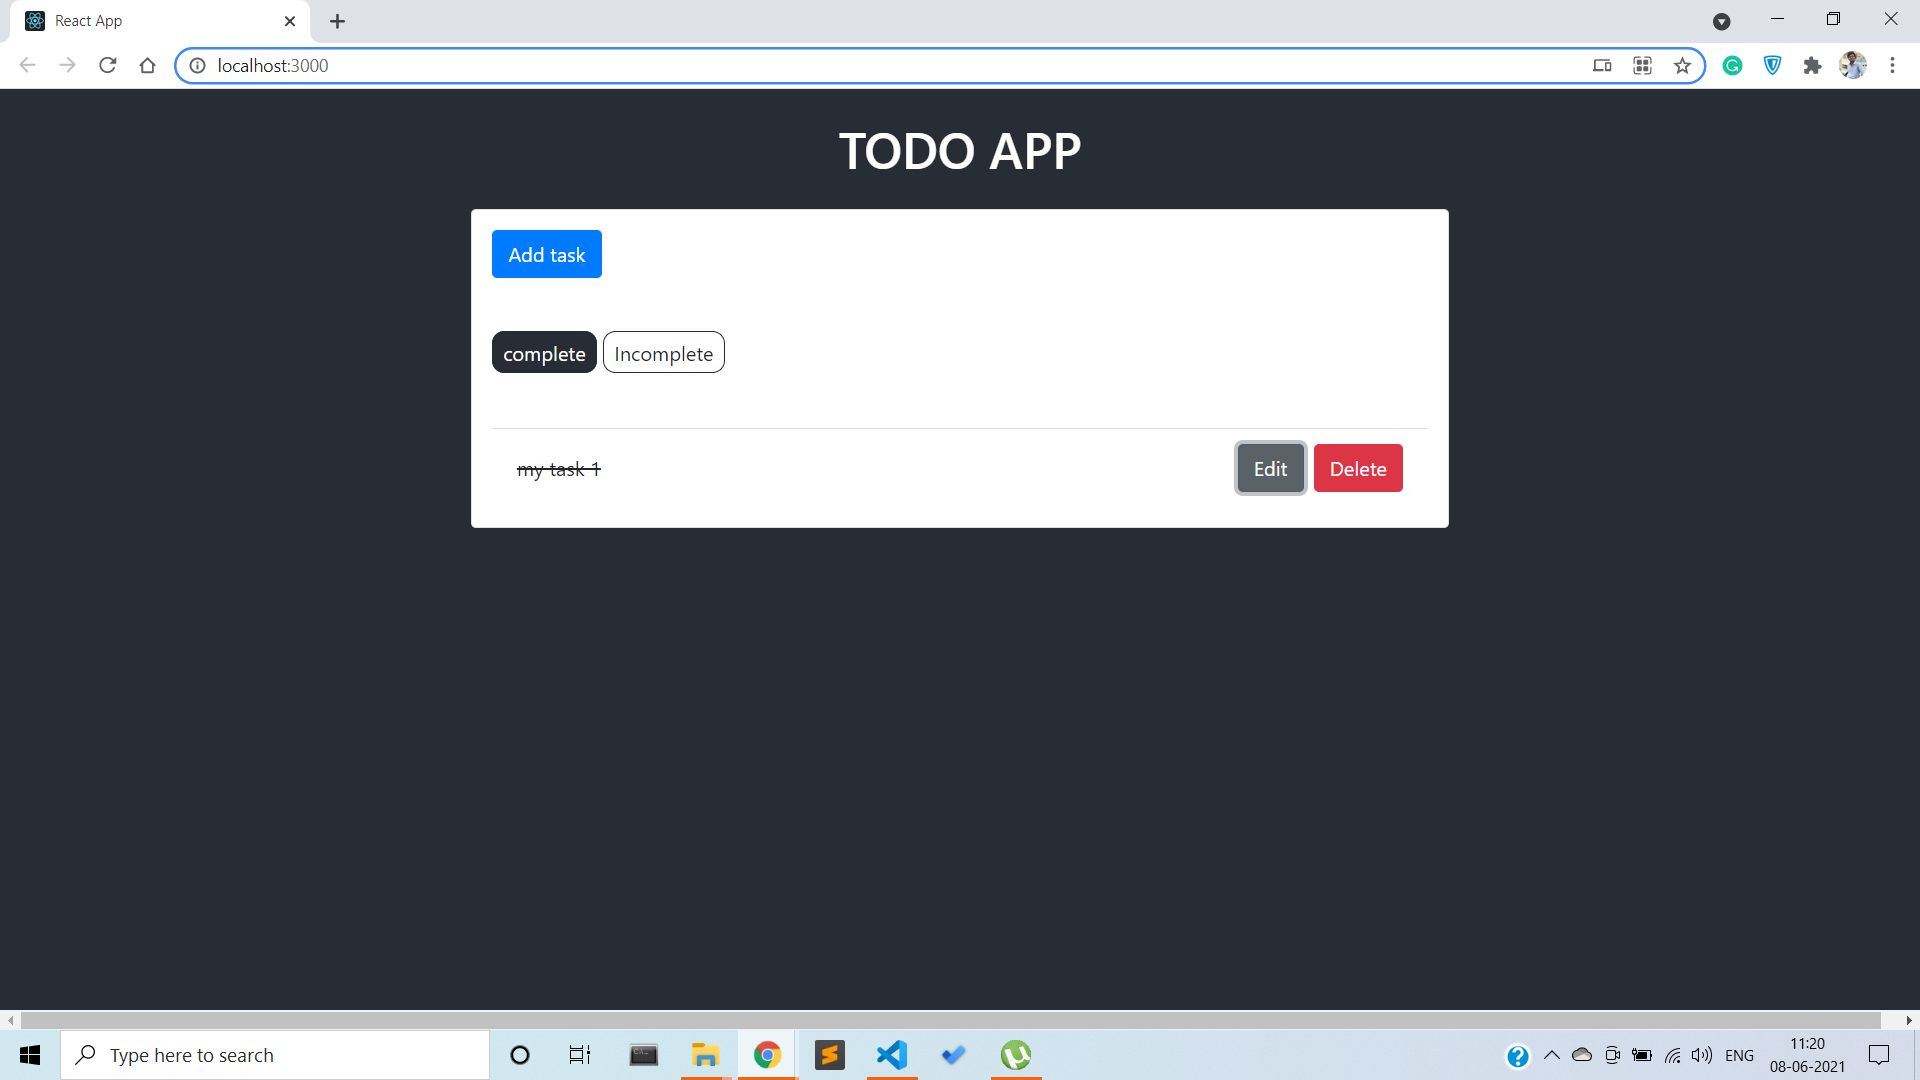 React App
localhost:3000
TODO APP
Add task
complete Incomplete
my task 1 Edit Delete
Type here to search
ENG
11:20
08-06-2021